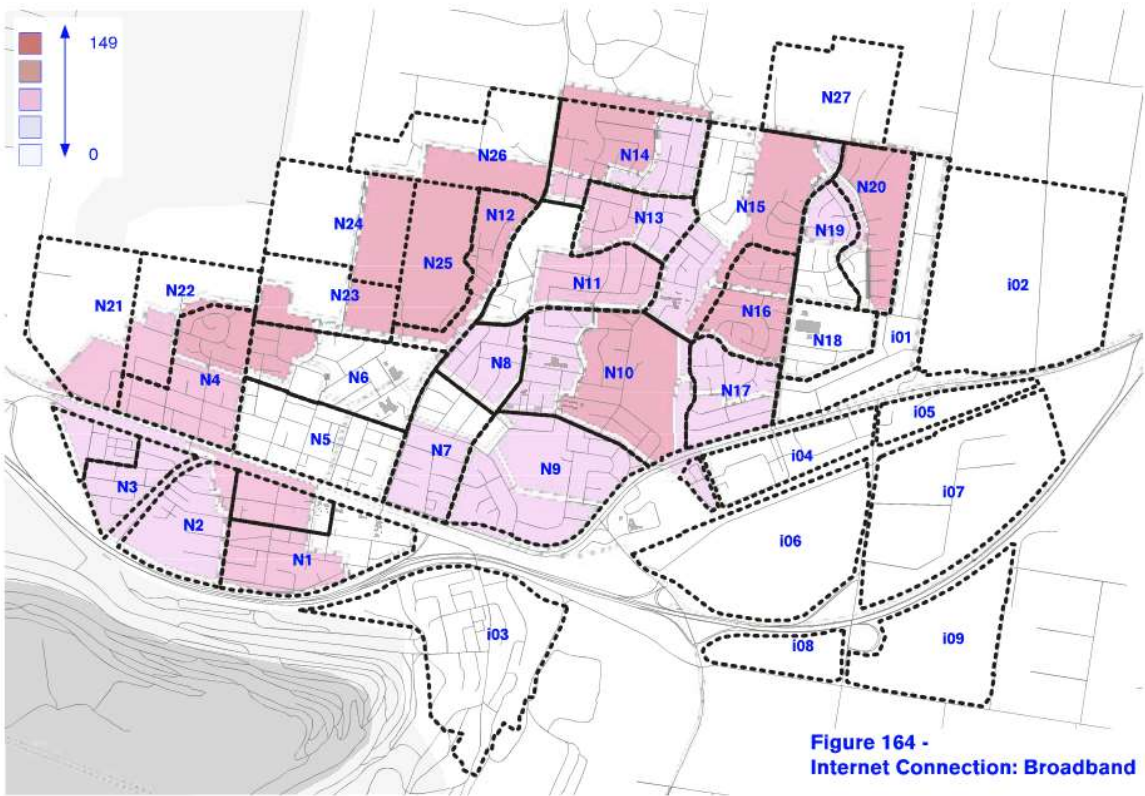 149
0
N27
N26
N14
N20
N15
N24
N12
N13
N19
N25
N11
i02
N22
N23
N21
N16
N18
i01
N8
N10
N6
N4
N17
i05
N5
N7
N9
i04
N3
i07
N2
i06
N1
i03
i08
i09
Figure 164 -
Internet Connection: Broadband